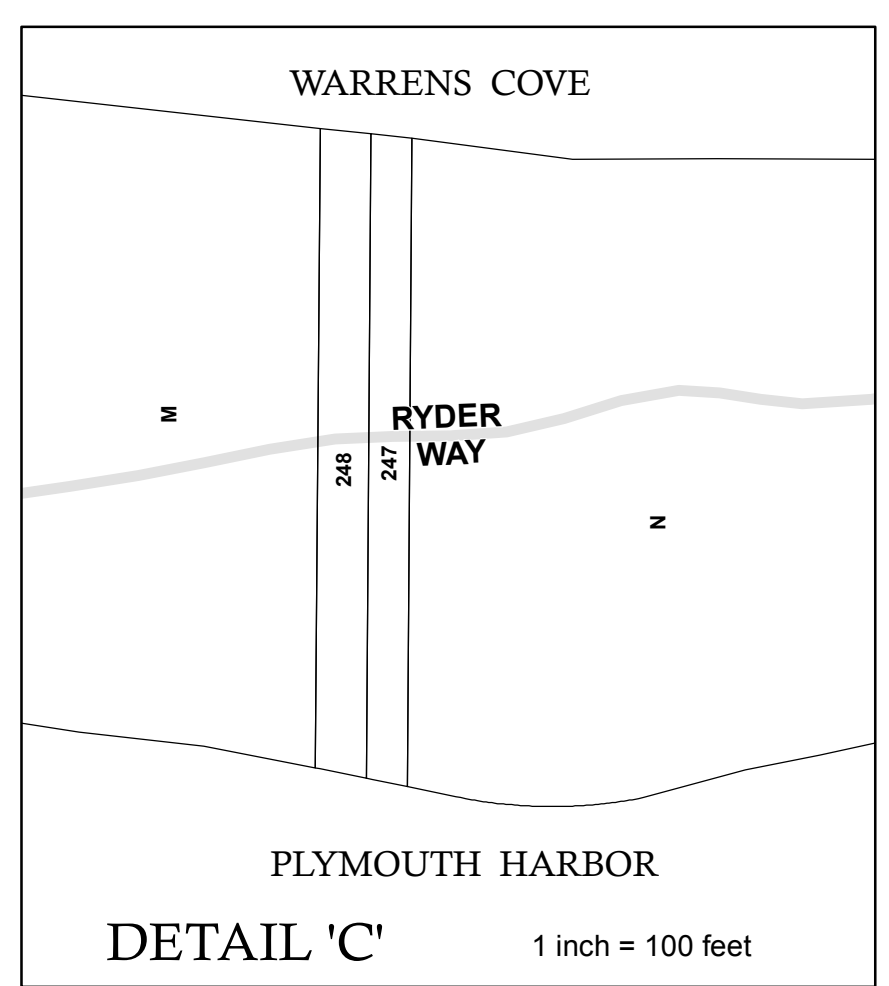 WARRENS COVE
M
RYDER
WAY
248
247
N
PLYMOUTH HARBOR
DETAIL 'C'
1 inch = 100 feet